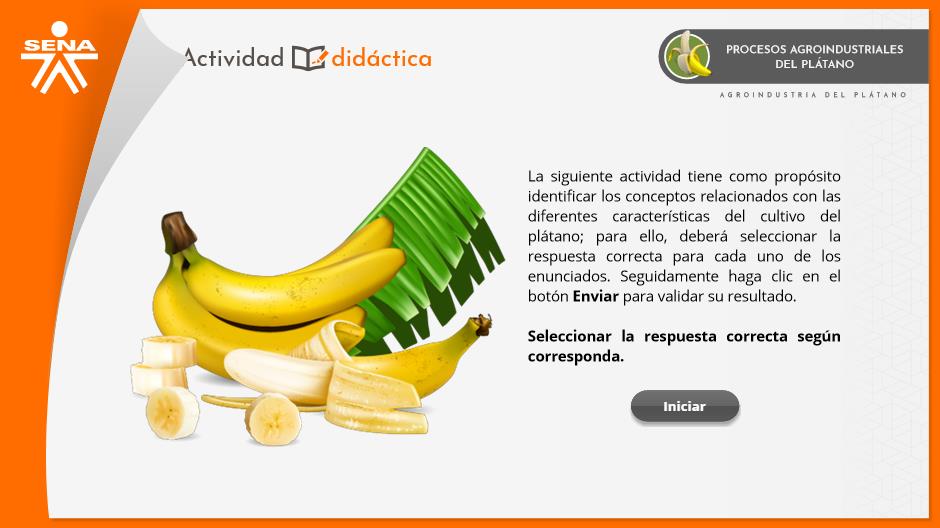 SENA
Actividad didáctica
PROCESOS AGROINDUSTRIALES
DEL PLÁTANO
AGROINDUSTRIA DEL PLÁTANO
La siguiente actividad tiene como propósito
identificar los conceptos relacionados con las
diferentes características del cultivo del
plátano; para ello, deberá seleccionar la
respuesta correcta para cada uno de los
enunciados. Seguidamente haga clic en el
botón Enviar para validar su resultado.
Seleccionar la respuesta correcta según
corresponda.
Iniciar